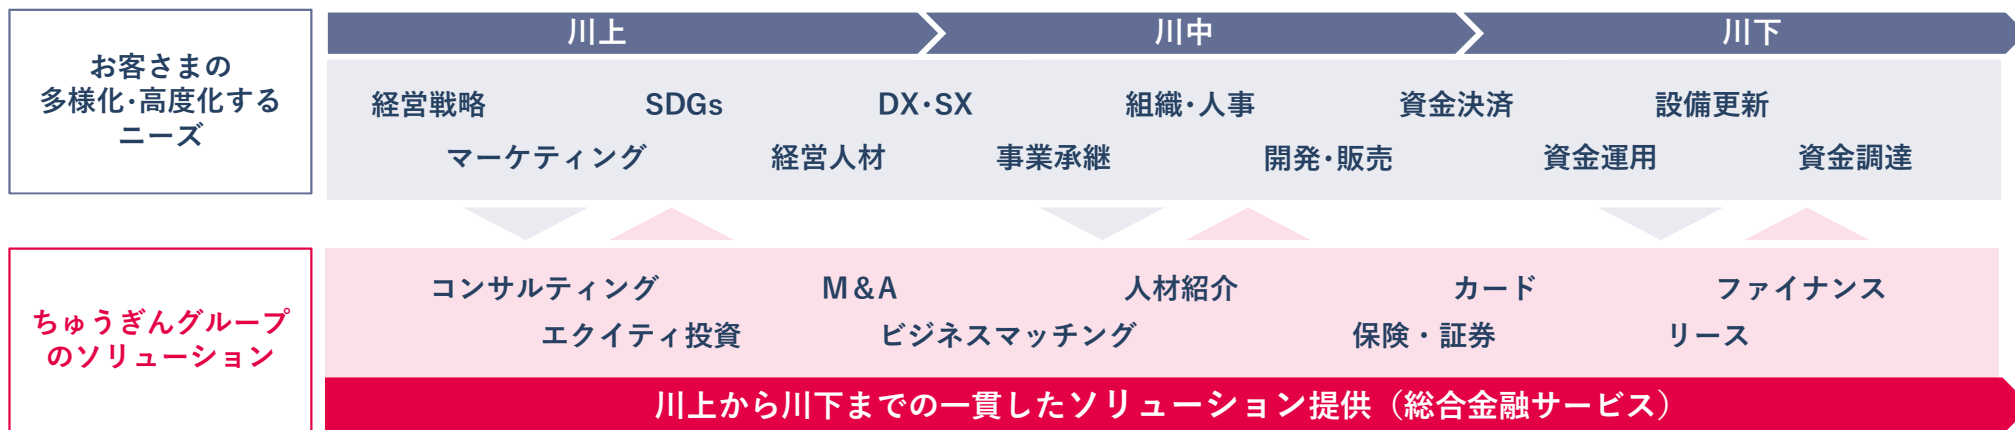 お客さまの
多様化・高度化する
ニーズ
川上 川中 川下
経営戦略 SDGs DX・SX 組織・人事 資金決済 設備更新
マーケティング 経営人材 事業承継 開発・販売 資金運用 資金調達
ちゅうぎんグループ
のソリューション
コンサルティング M&A 人材紹介 カード ファイナンス
エクイティ投資 ビジネスマッチング 保険・証券 リース
川上から川下までの一貫したソリューション提供（総合金融サービス）